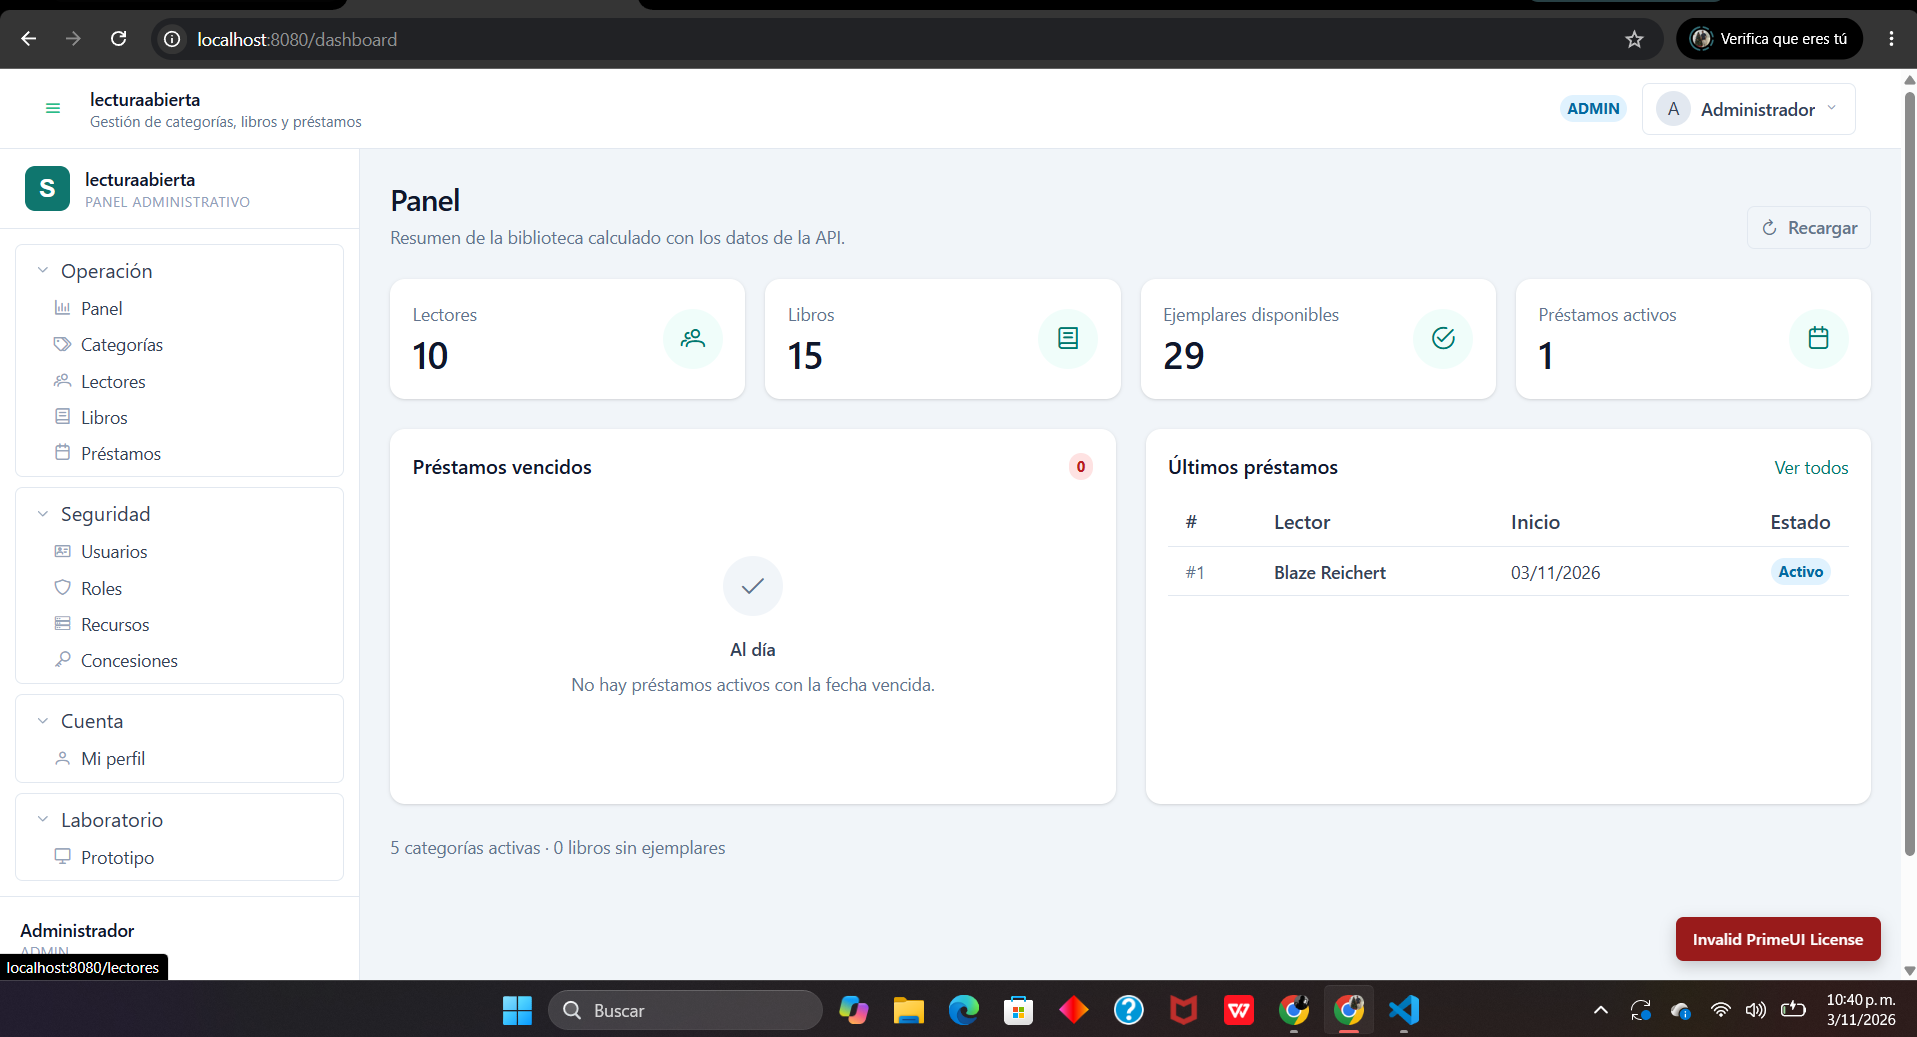 localhost:8080/dashboard
Verifica que eres tú
lecturaabierta
Gestión de categorías, libros y préstamos
ADMIN
A Administrador
S
lecturaabierta
PANEL ADMINISTRATIVO
Operación
Panel
Categorías
Lectores
Libros
Préstamos
Seguridad
Usuarios
Roles
Recursos
Concesiones
Cuenta
Mi perfil
Laboratorio
Prototipo
Administrador
ADMIN
localhost:8080/lectores
Panel
Resumen de la biblioteca calculado con los datos de la API.
Recargar
Lectores
10
Libros
15
Ejemplares disponibles
29
Préstamos activos
1
Préstamos vencidos
0
Al día
No hay préstamos activos con la fecha vencida.
Últimos préstamos
Ver todos
# Lector Inicio Estado
#1 Blaze Reichert 03/11/2026 Activo
5 categorías activas · 0 libros sin ejemplares
Invalid PrimeUI License
Buscar
10:40 p. m.
3/11/2026